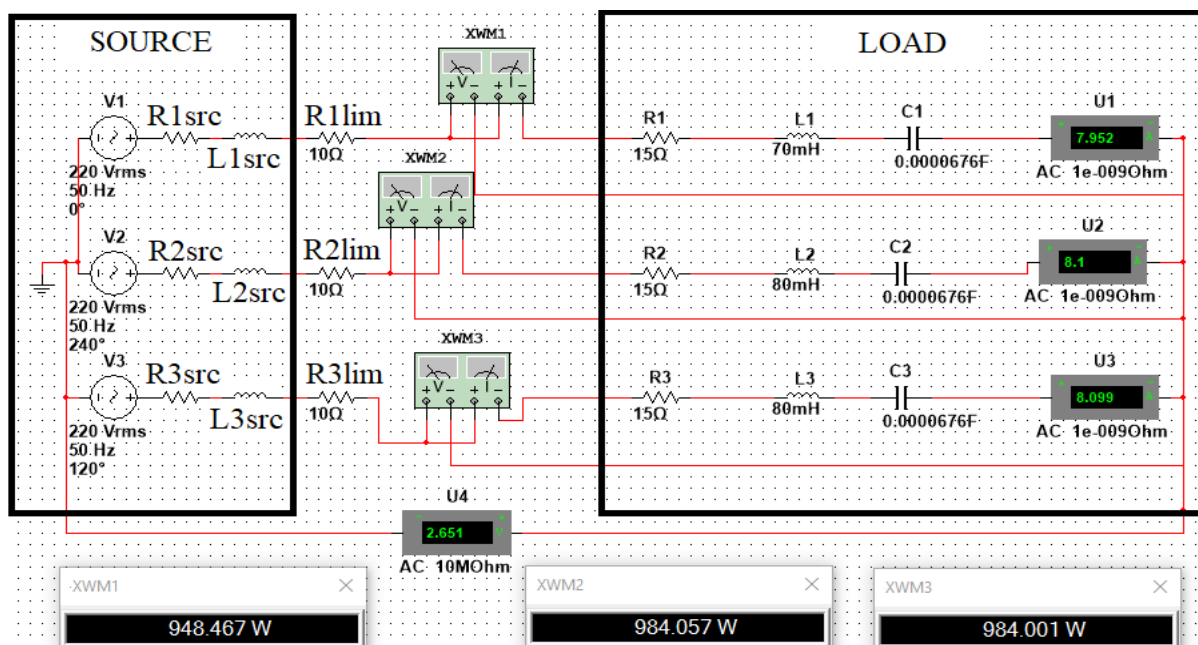 SOURCE
LOAD
XWM1
V
I
V1
R1src
L1src
R1lim
10Ω
220 Vrms
50 Hz
0°
R1
15Ω
L1
70mH
C1
0.0000676F
U1
7.952
A
AC 1e-009Ohm
XWM2
V
I
V2
R2src
L2src
R2lim
10Ω
220 Vrms
50 Hz
240°
R2
15Ω
L2
80mH
C2
0.0000676F
U2
8.1
A
AC 1e-009Ohm
XWM3
V
I
V3
R3src
L3src
R3lim
10Ω
220 Vrms
50 Hz
120°
R3
15Ω
L3
80mH
C3
0.0000676F
U3
8.099
A
AC 1e-009Ohm
U4
2.651
V
AC 10MOhm
XWM1
948.467 W
XWM2
984.057 W
XWM3
984.001 W